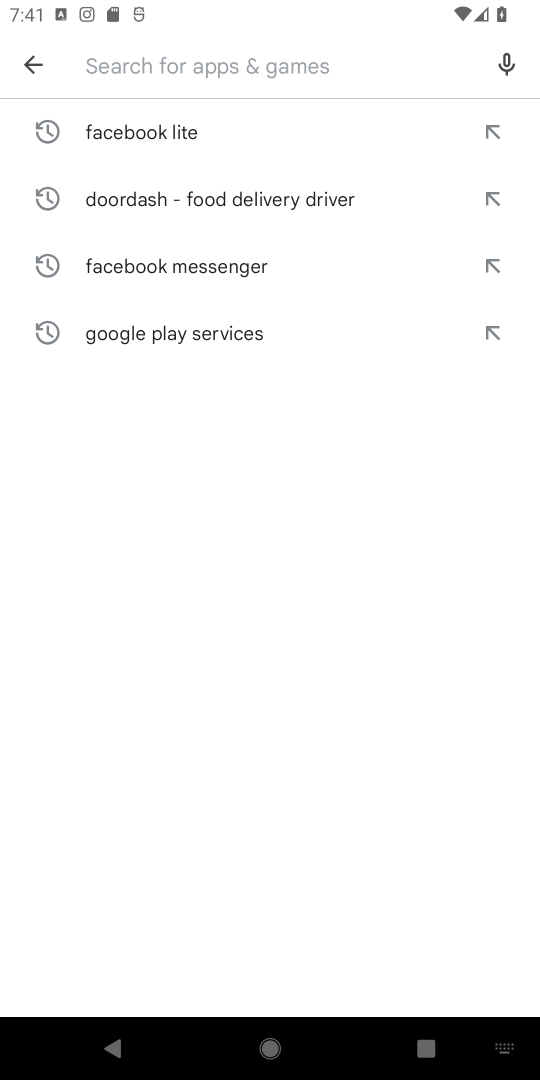 7:41
Search for apps & games
facebook lite
doordash - food delivery driver
facebook messenger
google play services